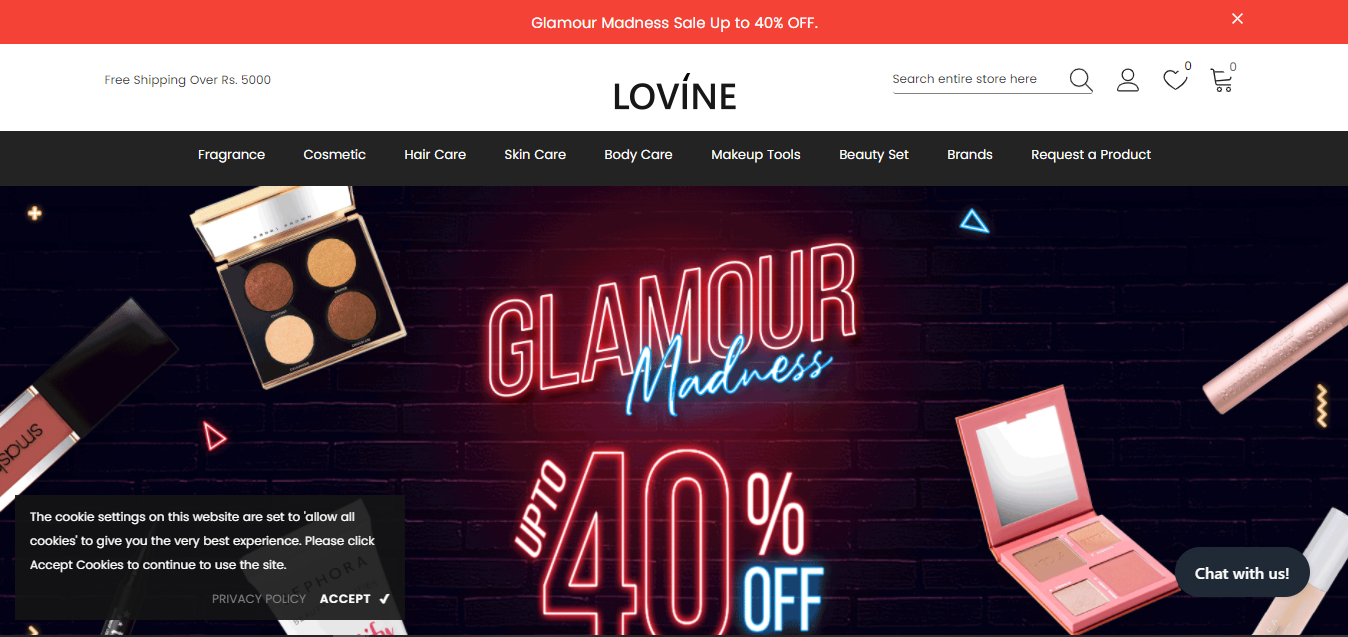 Glamour Madness Sale Up to 40% OFF.
Free Shipping Over Rs. 5000
LOVÍNE
Search entire store here
0
0
Fragrance
Cosmetic
Hair Care
Skin Care
Body Care
Makeup Tools
Beauty Set
Brands
Request a Product
BOBBI BROWN
GLAMOUR
Madness
UPTO
40%
OFF
The cookie settings on this website are set to 'allow all
cookies' to give you the very best experience. Please click
Accept Cookies to continue to use the site.
PRIVACY POLICY
ACCEPT
Chat with us!